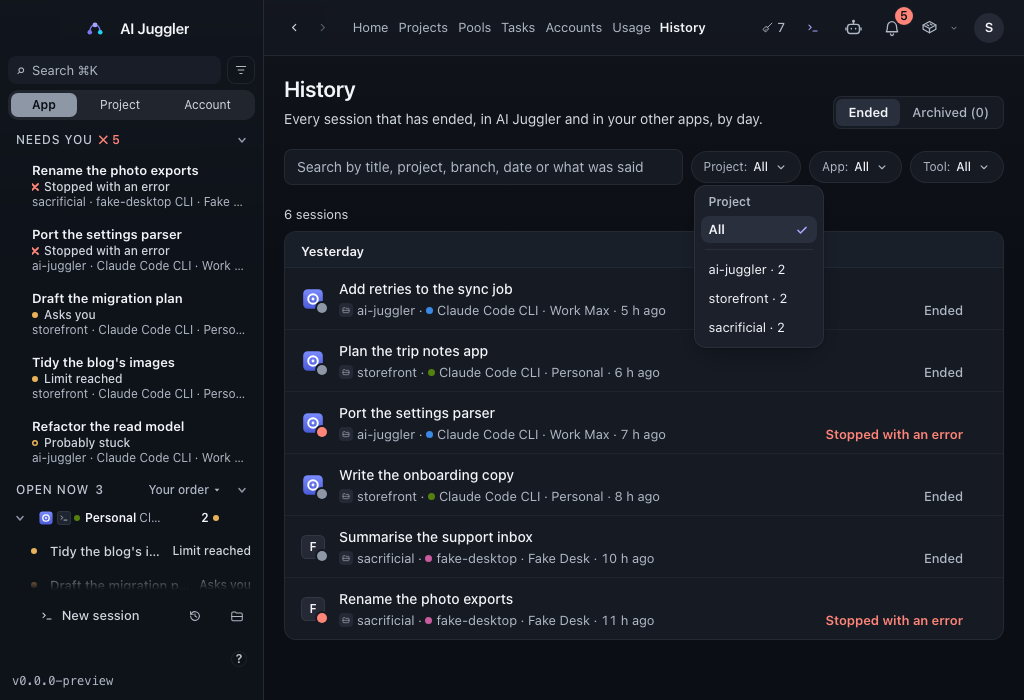 AI Juggler
Search ⌘K
App Project Account
NEEDS YOU 5
Rename the photo exports
Stopped with an error
sacrificial · fake-desktop CLI · Fake ...
Port the settings parser
Stopped with an error
ai-juggler · Claude Code CLI · Work ...
Draft the migration plan
Asks you
storefront · Claude Code CLI · Perso...
Tidy the blog's images
Limit reached
storefront · Claude Code CLI · Perso...
Refactor the read model
Probably stuck
ai-juggler · Claude Code CLI · Work ...
OPEN NOW 3 Your order
Personal Cl... 2
Tidy the blog's i... Limit reached
Draft the migration p... Asks you
New session
?
v0.0.0-preview
Home Projects Pools Tasks Accounts Usage History
7
5
S
History
Every session that has ended, in AI Juggler and in your other apps, by day.
Ended Archived (0)
Search by title, project, branch, date or what was said
Project: All
App: All
Tool: All
Project
All
ai-juggler · 2
storefront · 2
sacrificial · 2
6 sessions
Yesterday
Add retries to the sync job
ai-juggler · Claude Code CLI · Work Max · 5 h ago
Ended
Plan the trip notes app
storefront · Claude Code CLI · Personal · 6 h ago
Ended
Port the settings parser
ai-juggler · Claude Code CLI · Work Max · 7 h ago
Stopped with an error
Write the onboarding copy
storefront · Claude Code CLI · Personal · 8 h ago
Ended
F
Summarise the support inbox
sacrificial · fake-desktop · Fake Desk · 10 h ago
Ended
F
Rename the photo exports
sacrificial · fake-desktop · Fake Desk · 11 h ago
Stopped with an error